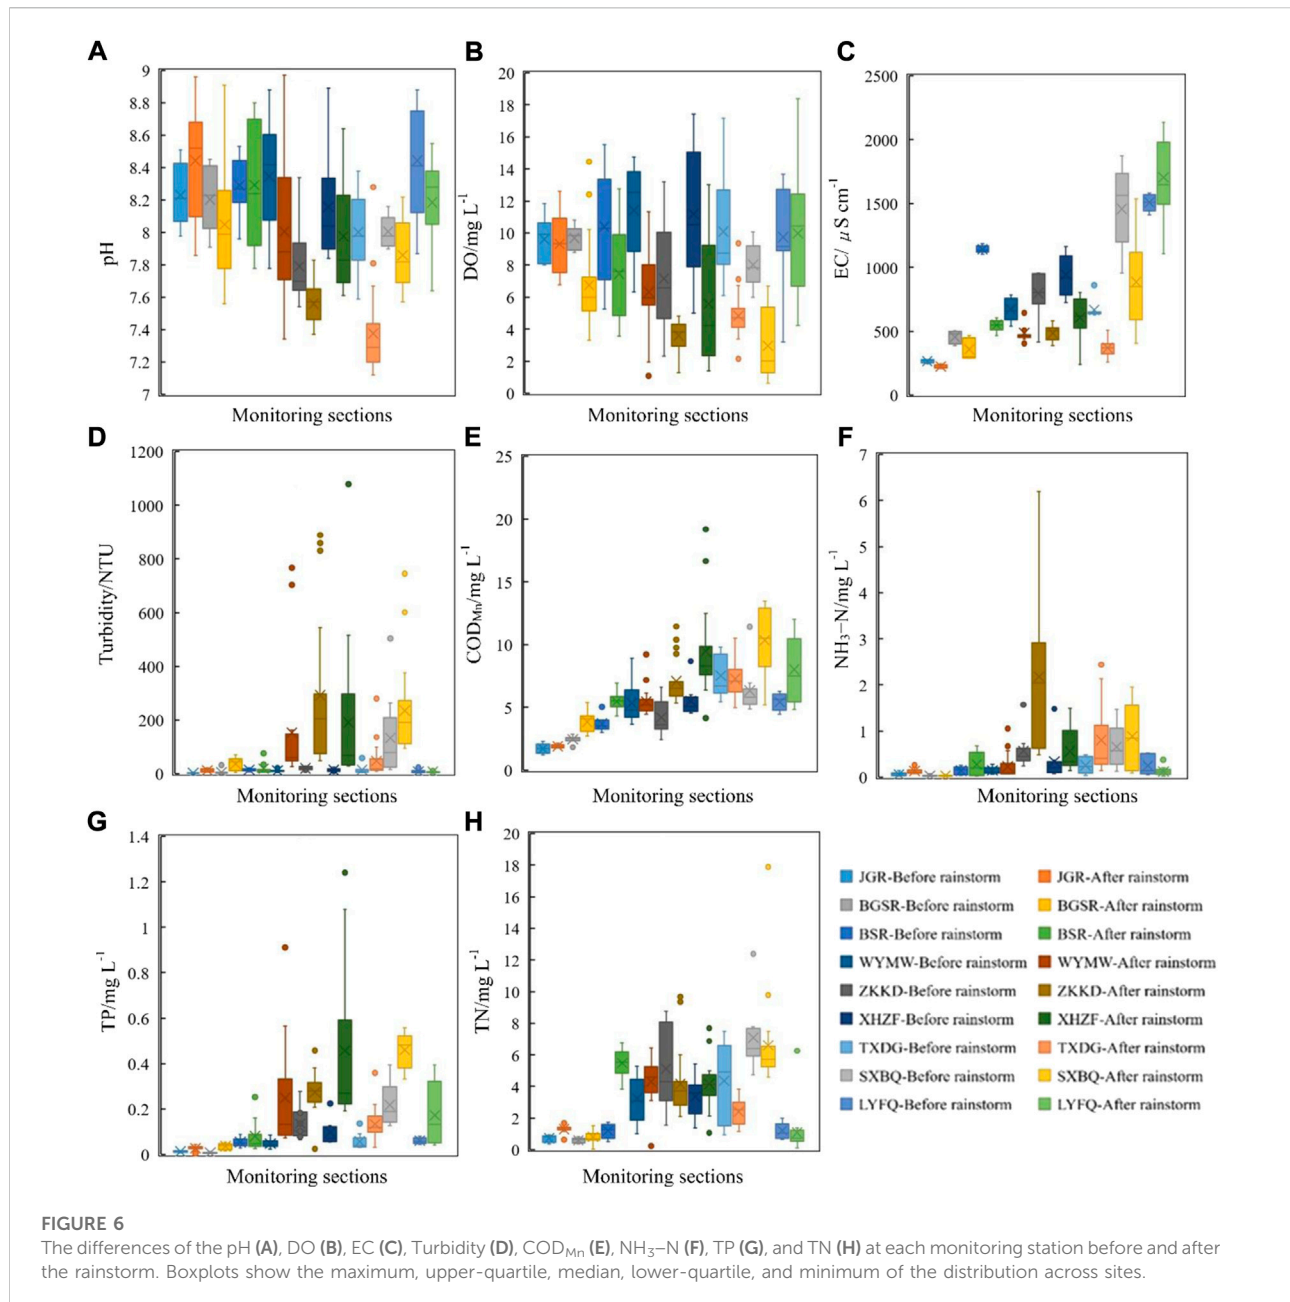 A
pH
9
8.8
8.6
8.4
8.2
8
7.8
7.6
7.4
7.2
7
Monitoring sections
B
DO/mg L⁻¹
20
18
16
14
12
10
8
6
4
2
0
Monitoring sections
C
EC/ μS cm⁻¹
2500
2000
1500
1000
500
0
Monitoring sections
D
Turbidity/NTU
1200
1000
800
600
400
200
0
Monitoring sections
E
COD_Mn/mg L⁻¹
25
20
15
10
5
0
Monitoring sections
F
NH₃–N/mg L⁻¹
7
6
5
4
3
2
1
0
Monitoring sections
G
TP/mg L⁻¹
1.4
1.2
1
0.8
0.6
0.4
0.2
0
Monitoring sections
H
TN/mg L⁻¹
20
18
16
14
12
10
8
6
4
2
0
Monitoring sections
JGR-Before rainstorm JGR-After rainstorm
BGSR-Before rainstorm BGSR-After rainstorm
BSR-Before rainstorm BSR-After rainstorm
WYMW-Before rainstorm WYMW-After rainstorm
ZKKD-Before rainstorm ZKKD-After rainstorm
XHZF-Before rainstorm XHZF-After rainstorm
TXDG-Before rainstorm TXDG-After rainstorm
SXBQ-Before rainstorm SXBQ-After rainstorm
LYFQ-Before rainstorm LYFQ-After rainstorm
FIGURE 6
The differences of the pH (A), DO (B), EC (C), Turbidity (D), COD_Mn (E), NH₃–N (F), TP (G), and TN (H) at each monitoring station before and after
the rainstorm. Boxplots show the maximum, upper-quartile, median, lower-quartile, and minimum of the distribution across sites.